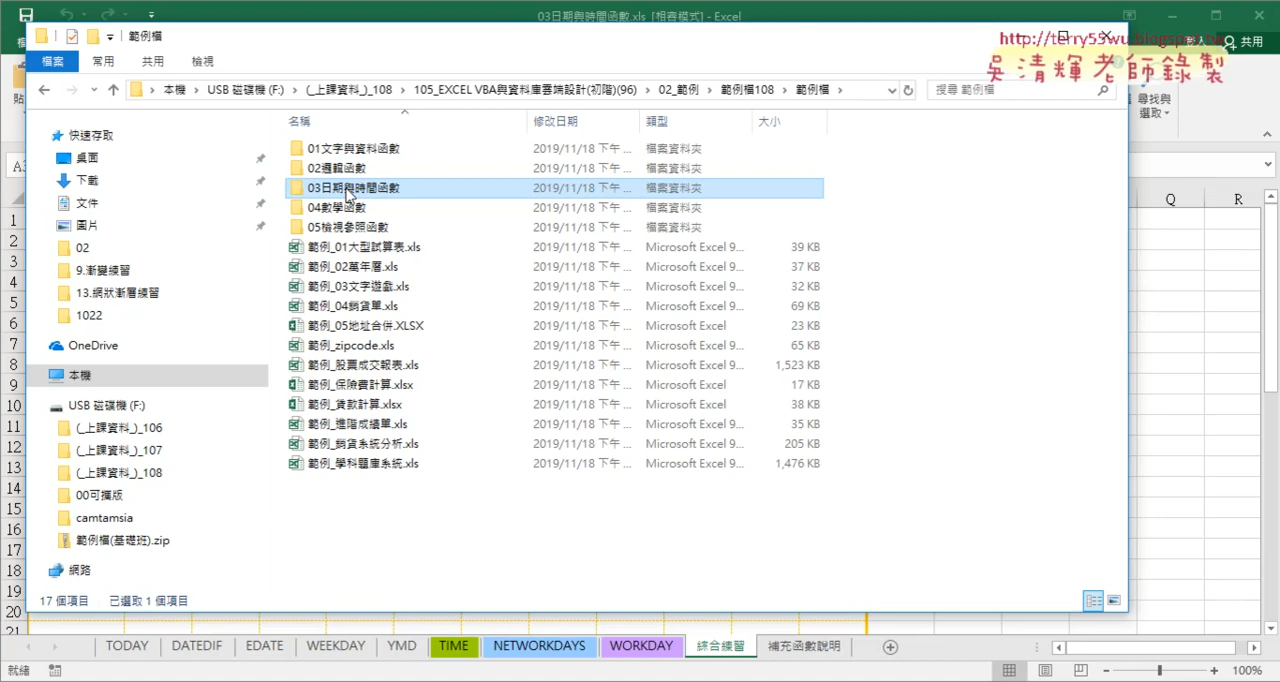 03日期與時間函數.xls [相容模式] - Excel
範例檔
http://terry55wu.blogspot.tw
吳清輝老師錄製
共用
檔案 常用 共用 檢視
本機 USB 磁碟機 (F:) (_上課資料_)_108 105_EXCEL VBA與資料庫雲端設計(初階)(96) 02_範例 範例檔108 範例檔
搜尋 範例檔
尋找與
選取
名稱 修改日期 類型 大小
快速存取
桌面
下載
文件
圖片
02
9.漸變練習
13.網狀漸層練習
1022
OneDrive
本機
USB 磁碟機 (F:)
(_上課資料_)_106
(_上課資料_)_107
(_上課資料_)_108
00可攜版
camtamsia
範例檔(基礎班).zip
網路
01文字與資料函數 2019/11/18 下午 ... 檔案資料夾
02邏輯函數 2019/11/18 下午 ... 檔案資料夾
03日期與時間函數 2019/11/18 下午 ... 檔案資料夾
04數學函數 2019/11/18 下午 ... 檔案資料夾
05檢視參照函數 2019/11/18 下午 ... 檔案資料夾
範例_01大型試算表.xls 2019/11/18 下午 ... Microsoft Excel 9... 39 KB
範例_02萬年曆.xls 2019/11/18 下午 ... Microsoft Excel 9... 37 KB
範例_03文字遊戲.xls 2019/11/18 下午 ... Microsoft Excel 9... 32 KB
範例_04銷貨單.xls 2019/11/18 下午 ... Microsoft Excel 9... 69 KB
範例_05地址合併.XLSX 2019/11/18 下午 ... Microsoft Excel 23 KB
範例_zipcode.xls 2019/11/18 下午 ... Microsoft Excel 9... 65 KB
範例_股票成交報表.xls 2019/11/18 下午 ... Microsoft Excel 9... 1,523 KB
範例_保險費計算.xlsx 2019/11/18 下午 ... Microsoft Excel 17 KB
範例_貸款計算.xlsx 2019/11/18 下午 ... Microsoft Excel 38 KB
範例_進階成績單.xls 2019/11/18 下午 ... Microsoft Excel 9... 35 KB
範例_銷貨系統分析.xls 2019/11/18 下午 ... Microsoft Excel 9... 205 KB
範例_學科題庫系統.xls 2019/11/18 下午 ... Microsoft Excel 9... 1,476 KB
17 個項目 已選取 1 個項目
Q R
1
2
3
4
5
6
7
8
9
10
11
12
13
14
15
16
17
18
19
20
21
TODAY DATEDIF EDATE WEEKDAY YMD TIME NETWORKDAYS WORKDAY 綜合練習 補充函數說明
就緒 100%